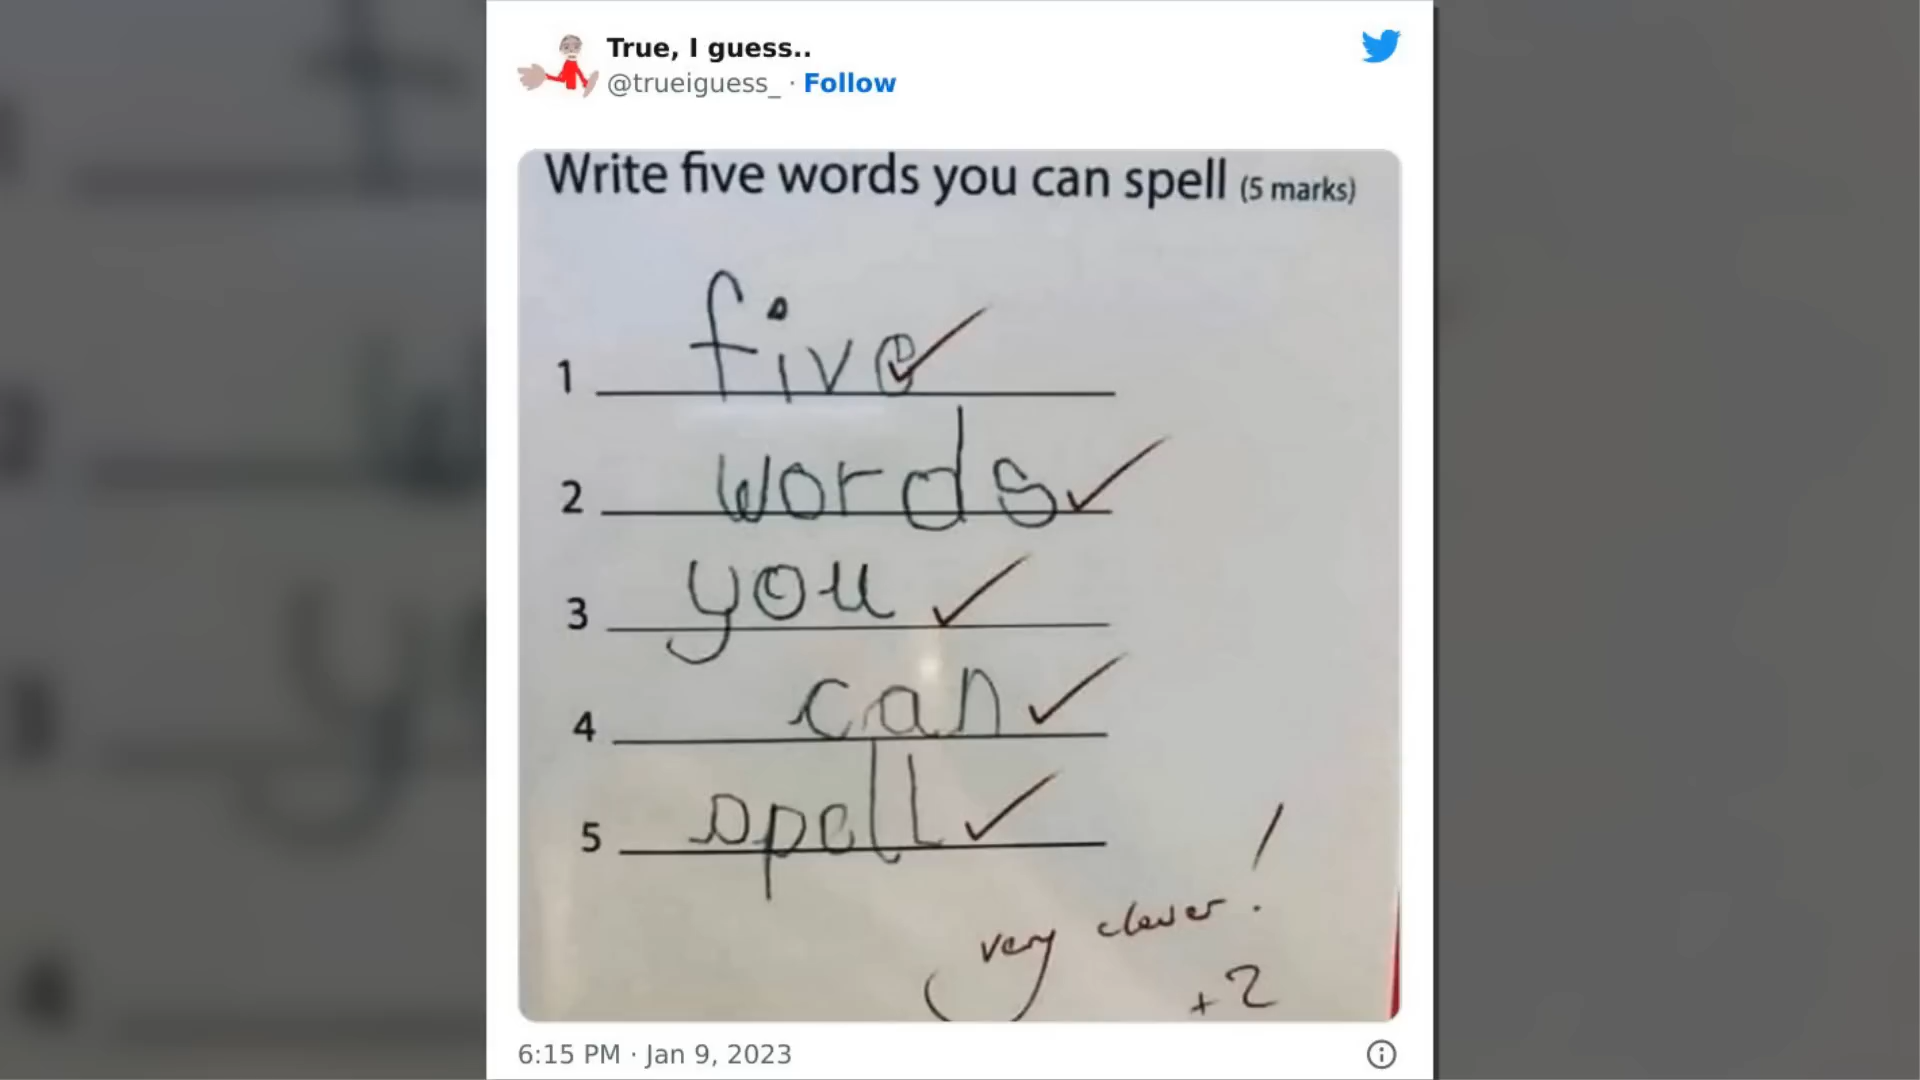 True, I guess..
@trueiguess_ · Follow
Write five words you can spell (5 marks)
1 five
2 words
3 you
4 can
5 spell
very clever!
+2
6:15 PM · Jan 9, 2023